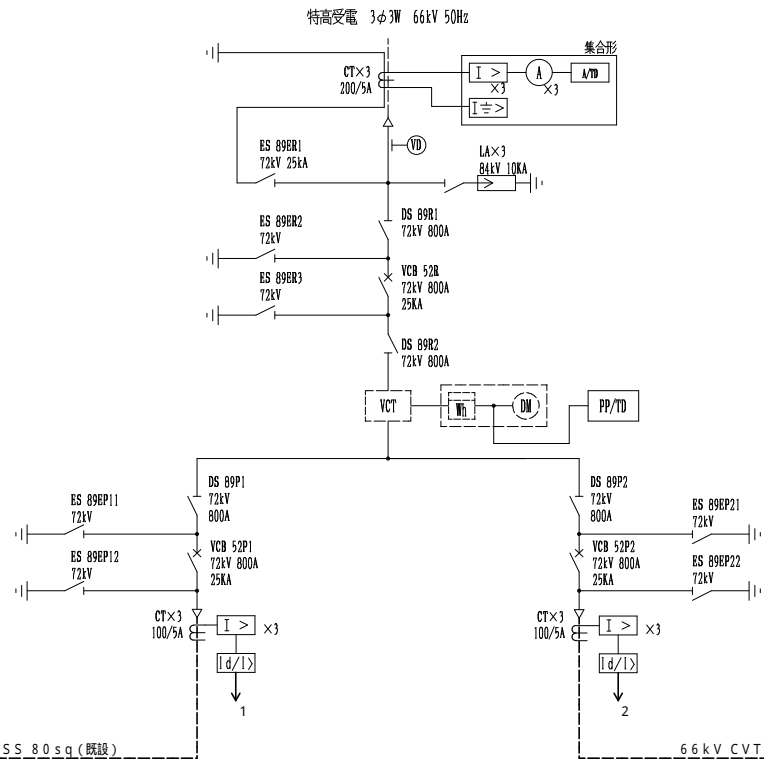 特高受電 3φ3W 66kV 50Hz
集合形
CT×3
200/5A
I >
×3
A
×3
A/TD
I ⏚ >
VD
ES 89ER1
72kV 25kA
LA×3
84kV 10KA
DS 89R1
72kV 800A
ES 89ER2
72kV
VCB 52R
72kV 800A
25KA
ES 89ER3
72kV
DS 89R2
72kV 800A
VCT
Wh
DM
PP/TD
DS 89P1
72kV
800A
DS 89P2
72kV
800A
ES 89EP11
72kV
ES 89EP21
72kV
VCB 52P1
72kV 800A
25KA
VCB 52P2
72kV 800A
25KA
ES 89EP12
72kV
ES 89EP22
72kV
CT×3
100/5A
I >
×3
CT×3
100/5A
I >
×3
Id/I>
Id/I>
1
2
SS 80sq(既設)
66kV CVT